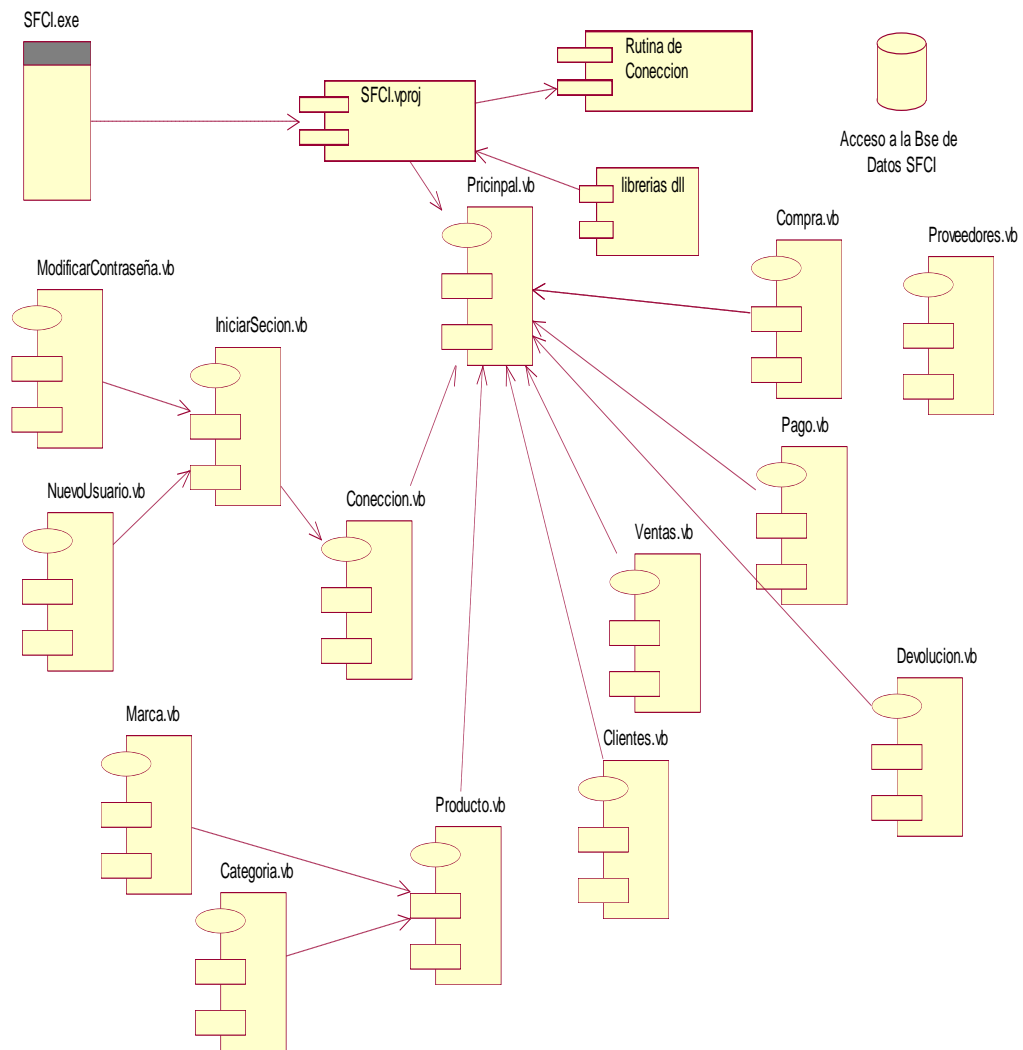 SFCI.exe
Rutina de
Coneccion
SFCI.vproj
Acceso a la Bse de
Datos SFCI
Pricinpal.vb
librerias dll
Compra.vb
Proveedores.vb
ModificarContraseña.vb
IniciarSecion.vb
Pago.vb
NuevoUsuario.vb
Coneccion.vb
Ventas.vb
Devolucion.vb
Marca.vb
Clientes.vb
Producto.vb
Categoria.vb